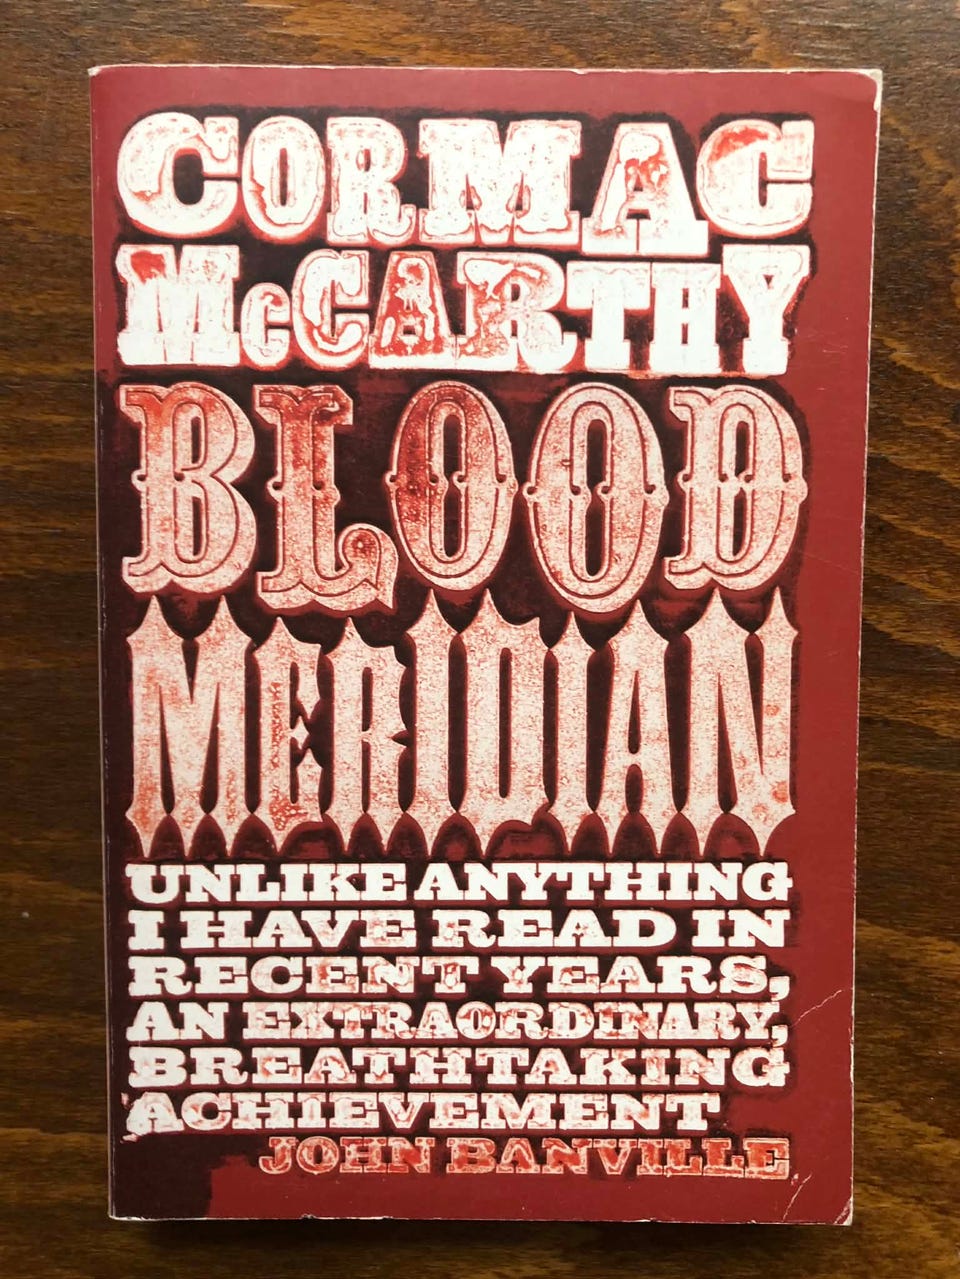 CORMAC
McCARTHY
BLOOD
MERIDIAN
UNLIKE ANYTHING
I HAVE READ IN
RECENT YEARS,
AN EXTRAORDINARY,
BREATHTAKING
ACHIEVEMENT
JOHN BANVILLE